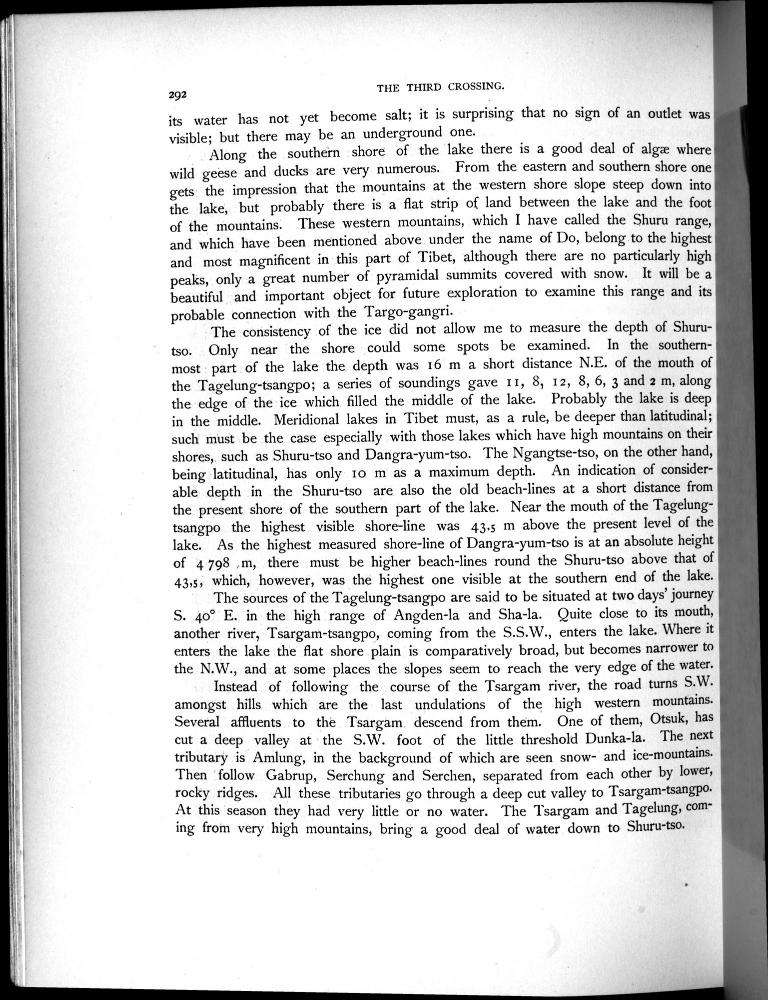 292
THE THIRD CROSSING.
its water has not yet become salt; it is surprising that no sign of an outlet was
visible; but there may be an underground one.
Along the southern shore of the lake there is a good deal of algæ where
wild geese and ducks are very numerous. From the eastern and southern shore one
gets the impression that the mountains at the western shore slope steep down into
the lake, but probably there is a flat strip of land between the lake and the foot
of the mountains. These western mountains, which I have called the Shuru range,
and which have been mentioned above under the name of Do, belong to the highest
and most magnificent in this part of Tibet, although there are no particularly high
peaks, only a great number of pyramidal summits covered with snow. It will be a
beautiful and important object for future exploration to examine this range and its
probable connection with the Targo-gangri.
The consistency of the ice did not allow me to measure the depth of Shuru-
tso. Only near the shore could some spots be examined. In the southern-
most part of the lake the depth was 16 m a short distance N.E. of the mouth of
the Tagelung-tsangpo; a series of soundings gave 11, 8, 12, 8, 6, 3 and 2 m, along
the edge of the ice which filled the middle of the lake. Probably the lake is deep
in the middle. Meridional lakes in Tibet must, as a rule, be deeper than latitudinal;
such must be the case especially with those lakes which have high mountains on their
shores, such as Shuru-tso and Dangra-yum-tso. The Ngangtse-tso, on the other hand,
being latitudinal, has only 10 m as a maximum depth. An indication of consider-
able depth in the Shuru-tso are also the old beach-lines at a short distance from
the present shore of the southern part of the lake. Near the mouth of the Tagelung-
tsangpo the highest visible shore-line was 43,5 m above the present level of the
lake. As the highest measured shore-line of Dangra-yum-tso is at an absolute height
of 4 798 m, there must be higher beach-lines round the Shuru-tso above that of
43,5, which, however, was the highest one visible at the southern end of the lake.
The sources of the Tagelung-tsangpo are said to be situated at two days' journey
S. 40° E. in the high range of Angden-la and Sha-la. Quite close to its mouth,
another river, Tsargam-tsangpo, coming from the S.S.W., enters the lake. Where it
enters the lake the flat shore plain is comparatively broad, but becomes narrower to
the N.W., and at some places the slopes seem to reach the very edge of the water.
Instead of following the course of the Tsargam river, the road turns S.W.
amongst hills which are the last undulations of the high western mountains.
Several affluents to the Tsargam descend from them. One of them, Otsuk, has
cut a deep valley at the S.W. foot of the little threshold Dunka-la. The next
tributary is Amlung, in the background of which are seen snow- and ice-mountains.
Then follow Gabrup, Serchung and Serchen, separated from each other by lower,
rocky ridges. All these tributaries go through a deep cut valley to Tsargam-tsangpo.
At this season they had very little or no water. The Tsargam and Tagelung, com-
ing from very high mountains, bring a good deal of water down to Shuru-tso.